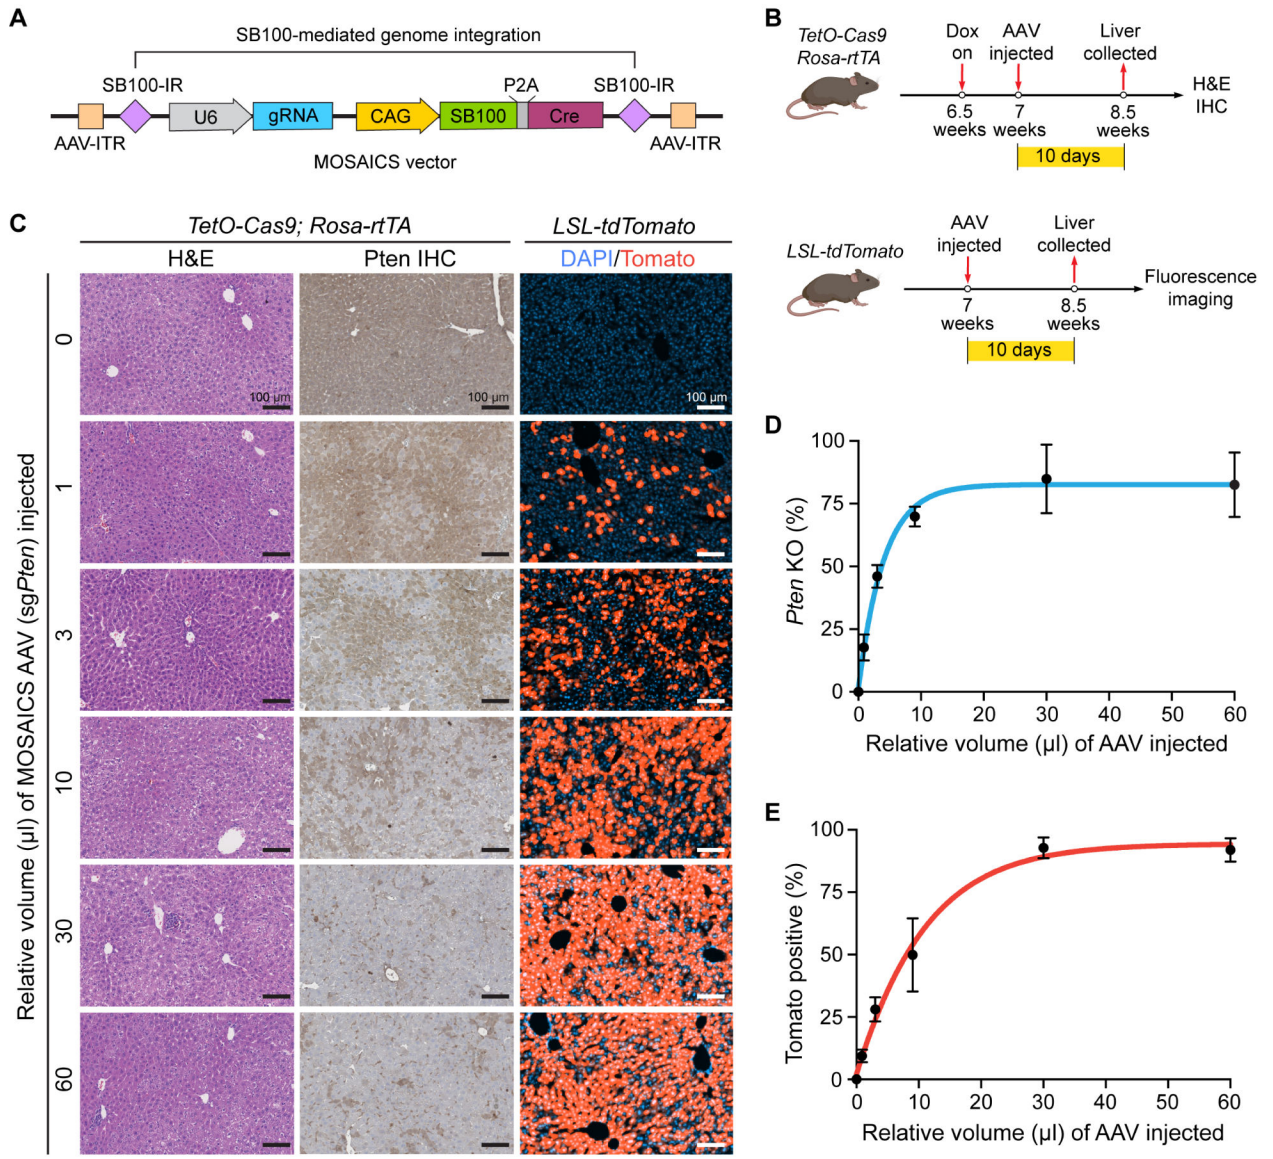 A
SB100-mediated genome integration
SB100-IR
P2A
SB100-IR
U6
gRNA
CAG
SB100
Cre
AAV-ITR
AAV-ITR
MOSAICS vector
B
TetO-Cas9
Rosa-rtTA
Dox
on
AAV
injected
Liver
collected
H&E
IHC
6.5
weeks
7
weeks
8.5
weeks
10 days
LSL-tdTomato
AAV
injected
Liver
collected
Fluorescence
imaging
7
weeks
8.5
weeks
10 days
C
TetO-Cas9; Rosa-rtTA
LSL-tdTomato
H&E
Pten IHC
DAPI/Tomato
Relative volume (µl) of MOSAICS AAV (sgPten) injected
0
100 µm
100 µm
100 µm
1
3
10
30
60
D
Pten KO (%)
100
75
50
25
0
0 10 20 30 40 50 60
Relative volume (µl) of AAV injected
E
Tomato positive (%)
100
75
50
25
0
0 10 20 30 40 50 60
Relative volume (µl) of AAV injected